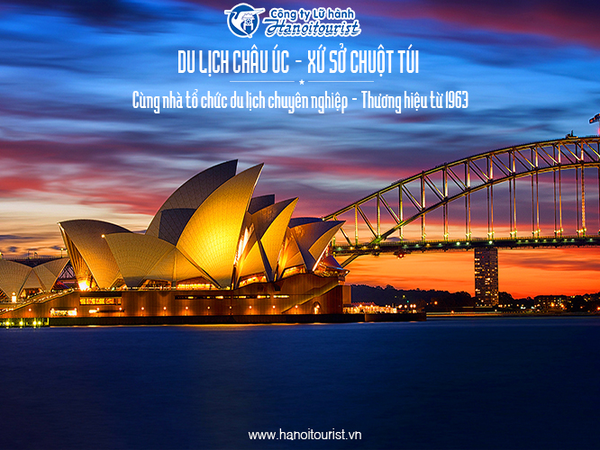 Công ty Lữ hành
Hanoitourist
DU LỊCH CHÂU ÚC - XỨ SỞ CHUỘT TÚI
Cùng nhà tổ chức du lịch chuyên nghiệp - Thương hiệu từ 1963
www.hanoitourist.vn